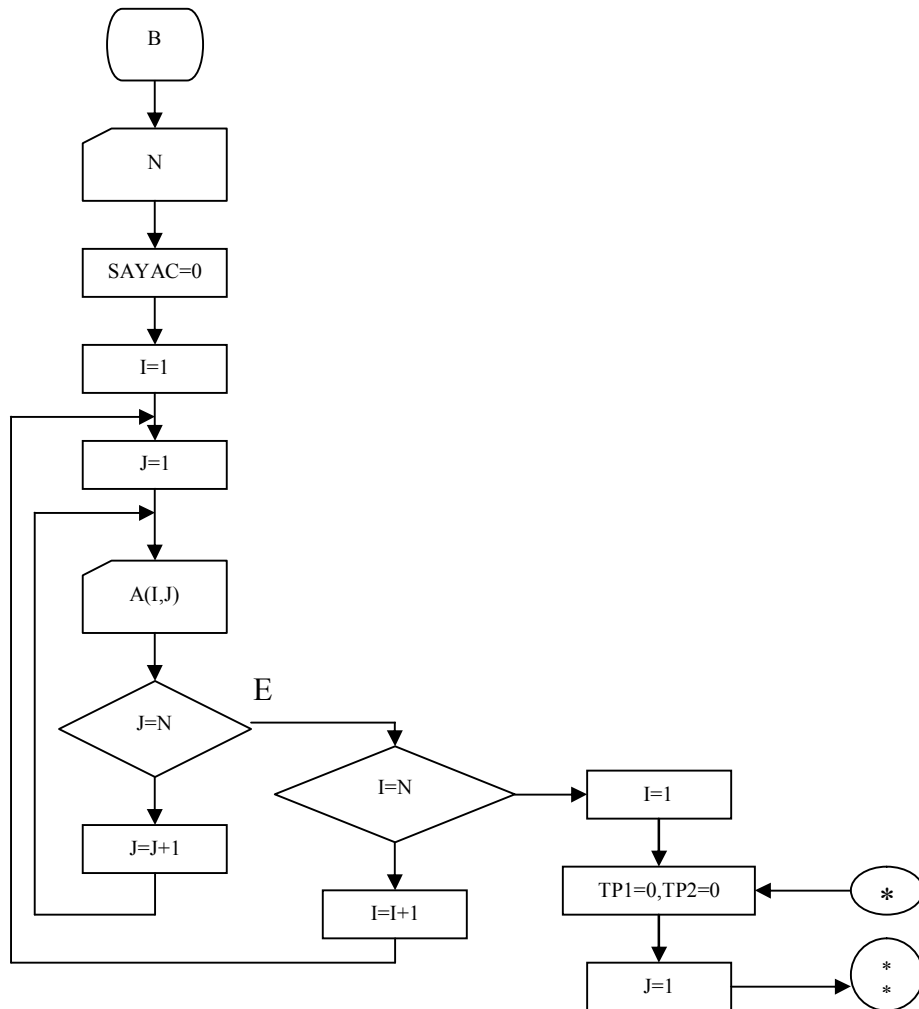 B
N
SAYAC=0
I=1
J=1
A(I,J)
J=N
E
J=J+1
I=N
I=I+1
I=1
TP1=0,TP2=0
*
J=1
*
*